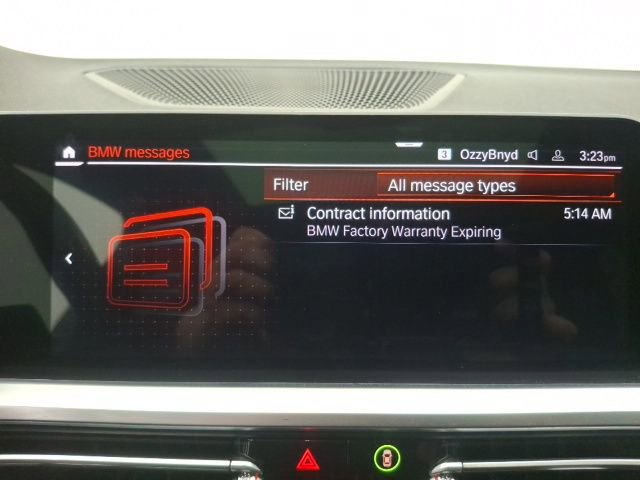 BMW messages
3 OzzyBnyd 3:23pm
Filter All message types
Contract information 5:14 AM
BMW Factory Warranty Expiring